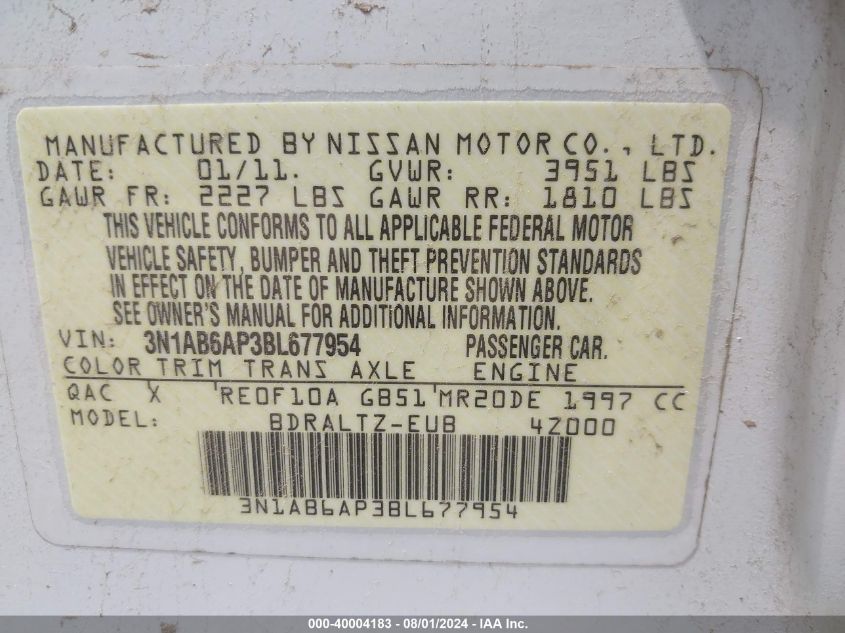 MANUFACTURED BY NISSAN MOTOR CO., LTD.
DATE: 01/11. GVWR: 3951 LBS
GAWR FR: 2227 LBS GAWR RR: 1810 LBS
THIS VEHICLE CONFORMS TO ALL APPLICABLE FEDERAL MOTOR
VEHICLE SAFETY, BUMPER AND THEFT PREVENTION STANDARDS
IN EFFECT ON THE DATE OF MANUFACTURE SHOWN ABOVE.
SEE OWNER'S MANUAL FOR ADDITIONAL INFORMATION.
VIN: 3N1AB6AP3BL677954 PASSENGER CAR.
COLOR TRIM TRANS AXLE ENGINE
QAC X 'RE0F10A GB51'MR20DE 1997 CC
MODEL: BDRALTZ-EUB 4Z000
3N1AB6AP3BL677954
000-40004183 - 08/01/2024 - IAA Inc.